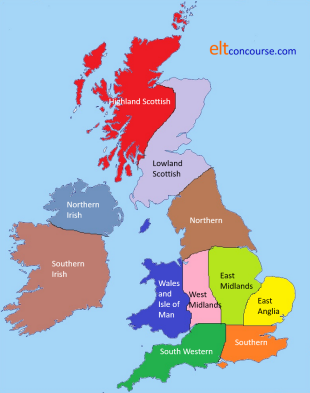 eltconcourse.com
Highland Scottish
Lowland
Scottish
Northern
Irish
Northern
Southern
Irish
Wales
and
Isle of
Man
West
Midlands
East
Midlands
East
Anglia
South Western
Southern